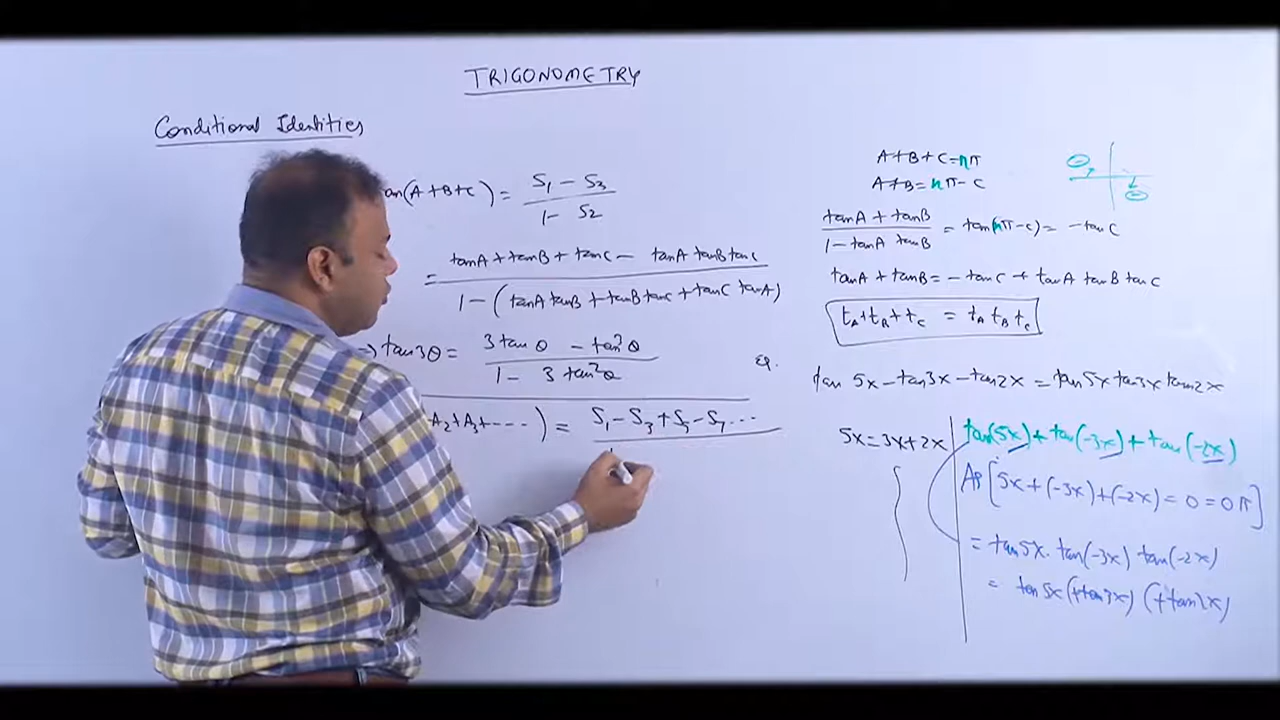 TRIGONOMETRY
Conditional Identities
tan(A+B+C) = S₁ - S₃ / 1 - S₂
= tanA + tanB + tanC - tanA tanB tanC / 1 - (tanA tanB + tanB tanC + tanC tanA)
⇒ tan3θ = 3 tan θ - tan³θ / 1 - 3 tan²θ
A₂+A₃+----) = S₁ - S₃ + S₅ - S₇ ...
A+B+C = nπ
A+B = nπ - C
tanA + tanB / 1 - tanA tanB = tan(nπ - C) = - tan C
tanA + tanB = - tanC + tanA tanB tanC
tA + tB + tC = tA tB tC
eg.
tan 5x - tan3x - tan2x = tan5x tan3x tan2x
5x = 3x + 2x
tan(5x) + tan(-3x) + tan(-2x)
As [5x + (-3x) + (-2x) = 0 = 0π]
= tan5x . tan(-3x) tan(-2x)
= tan5x (+tan3x) (+tan2x)